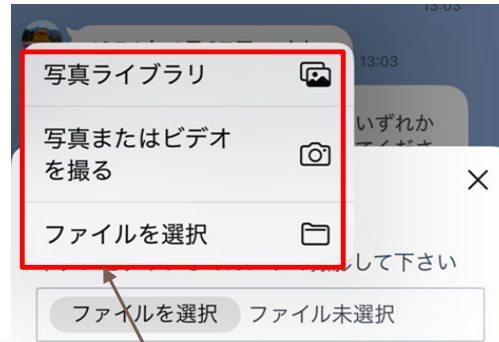 13:03
13:03
写真ライブラリ
いずれか
写真またはビデオ
を撮る
ファイルを選択
して下さい
ファイルを選択 ファイル未選択